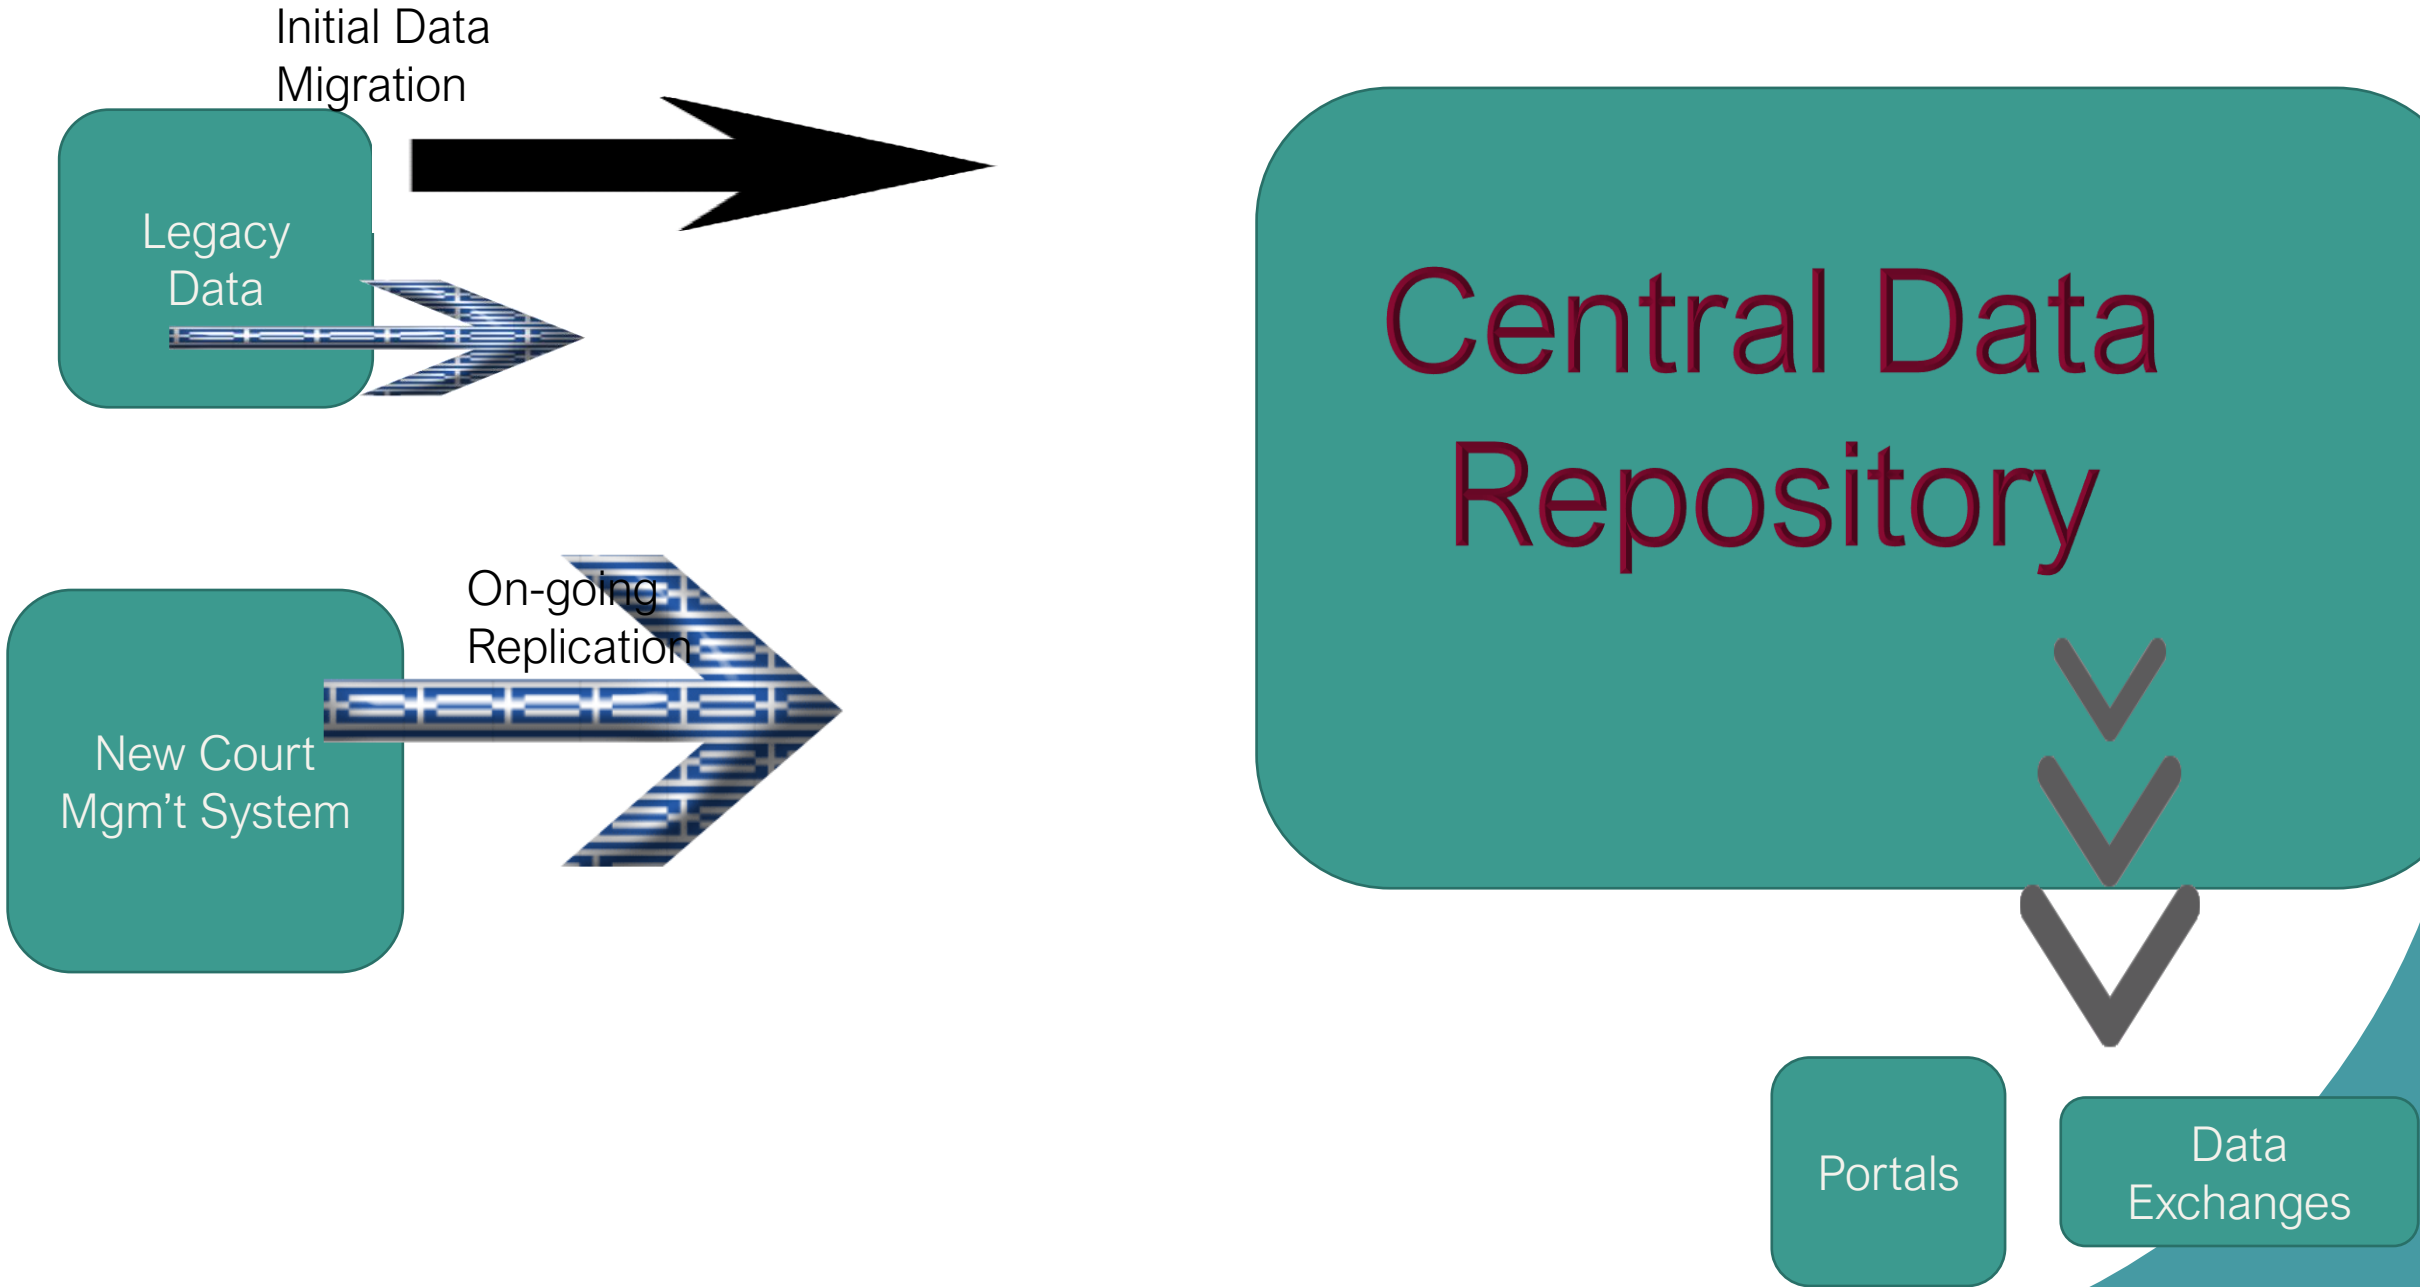 Initial Data
Migration
Legacy
Data
Central Data
Repository
On-going
Replication
New Court
Mgm’t System
Portals
Data
Exchanges